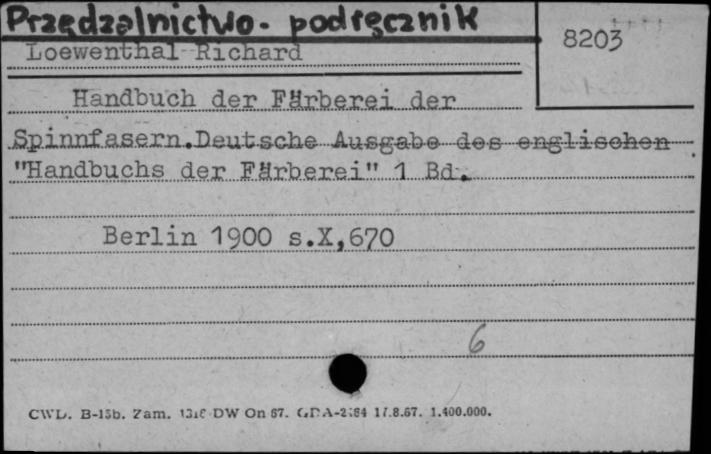 Przędzalnictwo. podręcznik
8203
Loewenthal Richard
Handbuch der Färberei der
Spinnfasern.Deutsche Ausgabe des englischen
"Handbuchs der Färberei" 1 Bd.
Berlin 1900 s.X,670
6
CWD. B-15b. Zam. DW On 67. 17.8.67. 1.400.000.